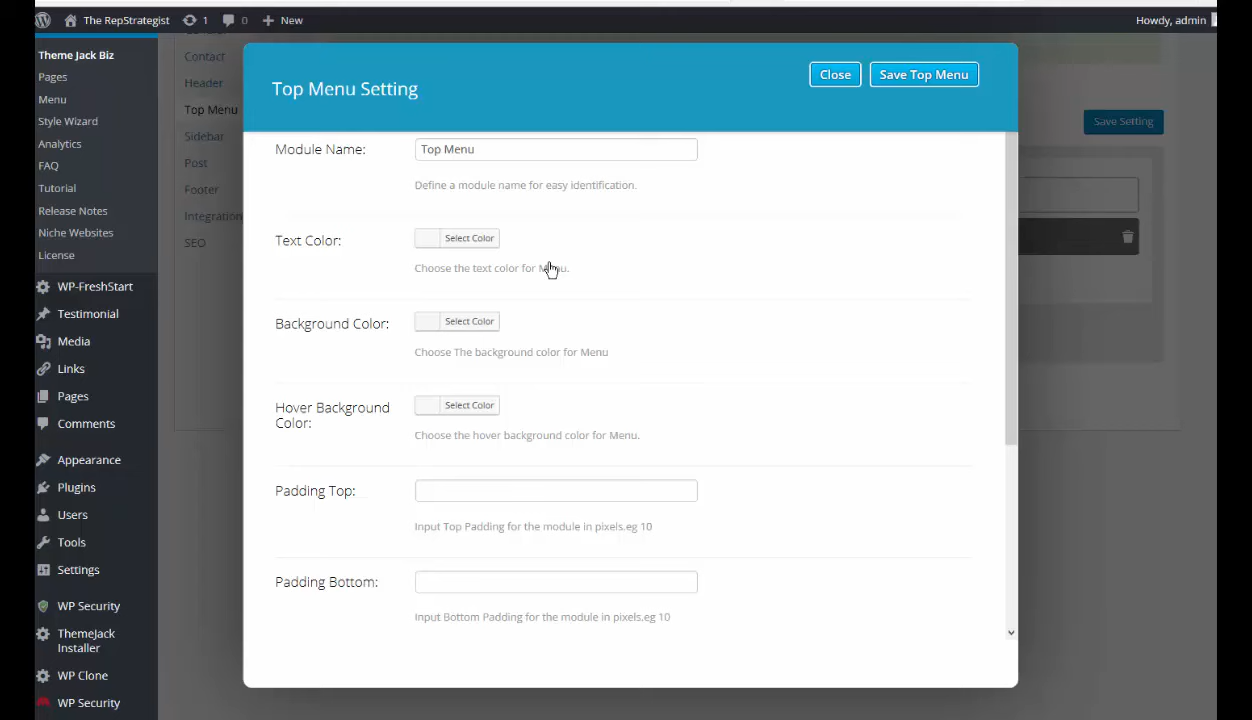 The RepStrategist
1
0
New
Howdy, admin
Theme Jack Biz
Pages
Menu
Style Wizard
Analytics
FAQ
Tutorial
Release Notes
Niche Websites
License
WP-FreshStart
Testimonial
Media
Links
Pages
Comments
Appearance
Plugins
Users
Tools
Settings
WP Security
ThemeJack
Installer
WP Clone
WP Security
Contact
Header
Top Menu
Sidebar
Post
Footer
Integration
SEO
Save Setting
Top Menu Setting
Close
Save Top Menu
Module Name:
Top Menu
Define a module name for easy identification.
Text Color:
Select Color
Choose the text color for Menu.
Background Color:
Select Color
Choose The background color for Menu
Hover Background
Color:
Select Color
Choose the hover background color for Menu.
Padding Top:
Input Top Padding for the module in pixels.eg 10
Padding Bottom:
Input Bottom Padding for the module in pixels.eg 10